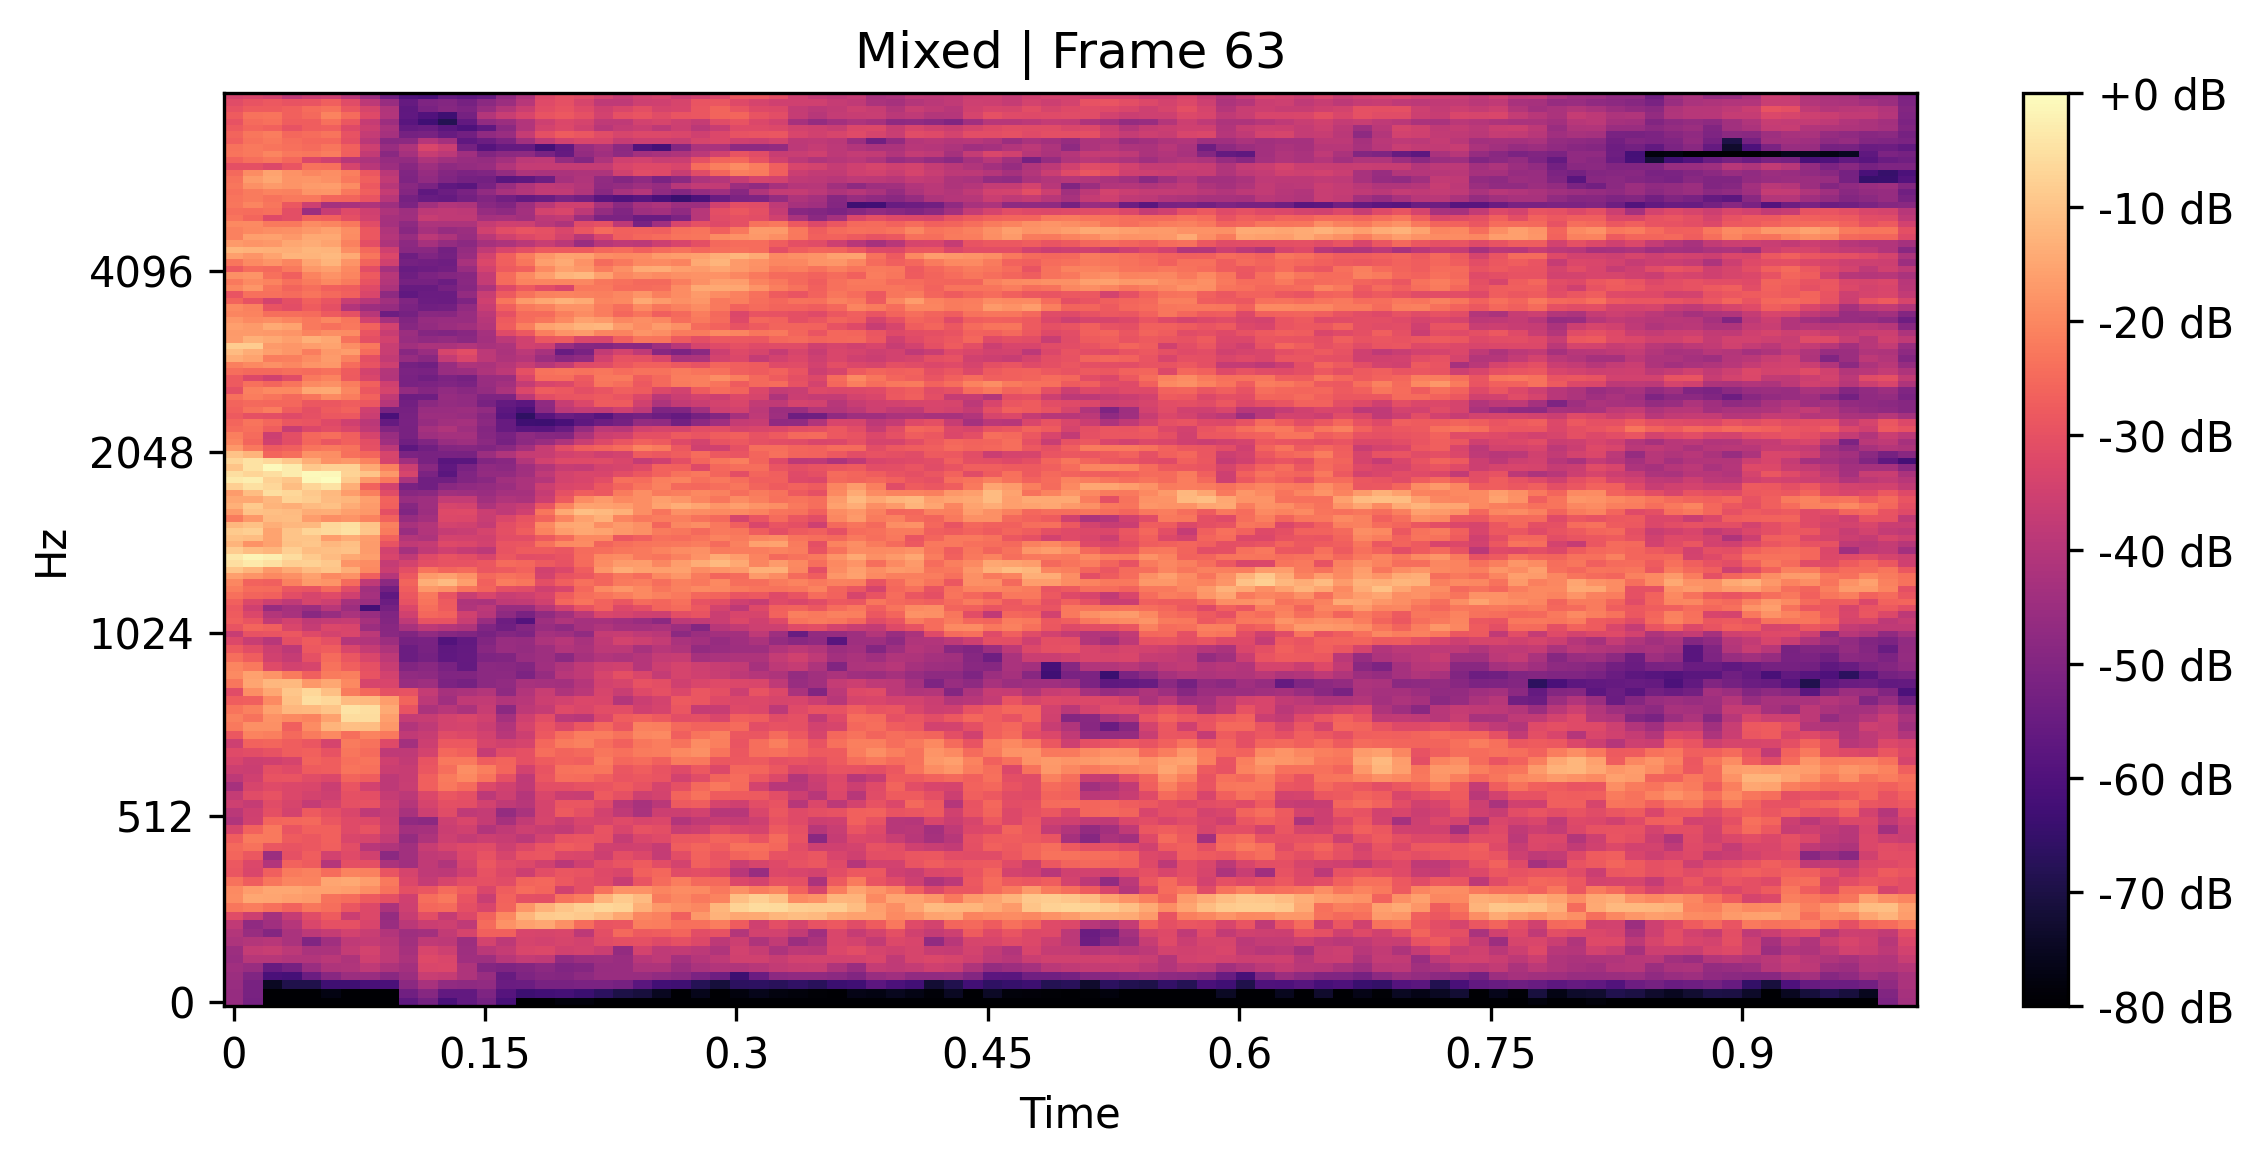 Mixed | Frame 63
Hz
4096
2048
1024
512
0
0 0.15 0.3 0.45 0.6 0.75 0.9
Time
+0 dB
-10 dB
-20 dB
-30 dB
-40 dB
-50 dB
-60 dB
-70 dB
-80 dB